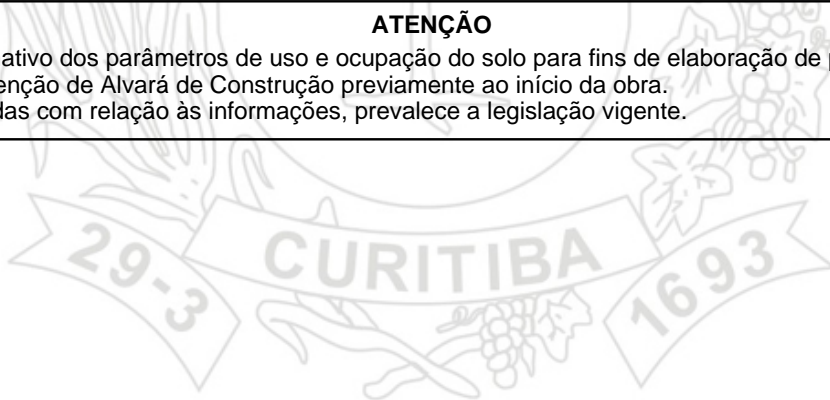 ATENÇÃO
ativo dos parâmetros de uso e ocupação do solo para fins de elaboração de
enção de Alvará de Construção previamente ao início da obra.
das com relação às informações, prevalece a legislação vigente.
29-3 CURITIBA 1693